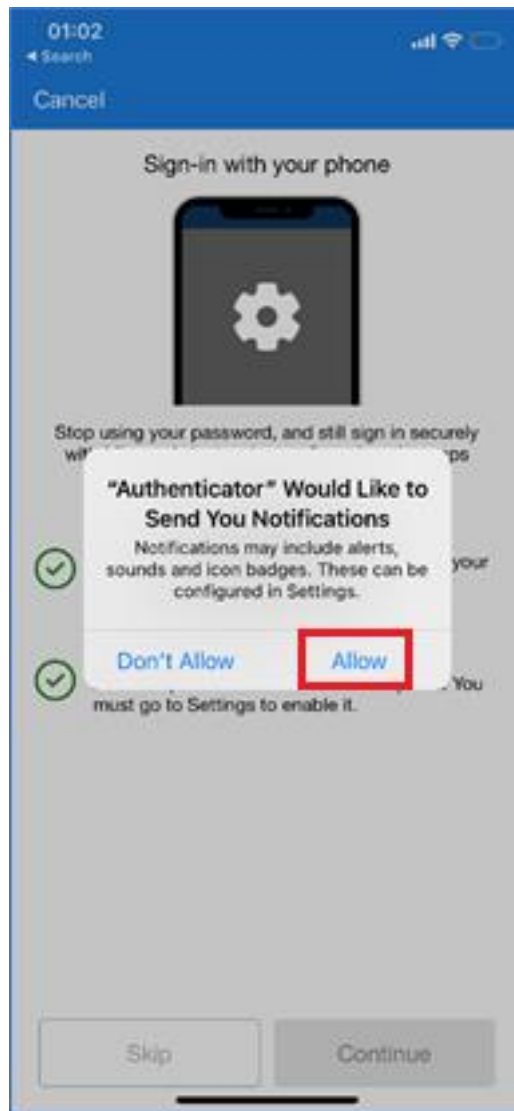 01:02
Search
Cancel
Sign-in with your phone
Stop using your password, and still sign in securely
"Authenticator" Would Like to
Send You Notifications
Notifications may include alerts,
sounds and icon badges. These can be
configured in Settings.
your
Don't Allow
Allow
You
must go to Settings to enable it.
Skip
Continue